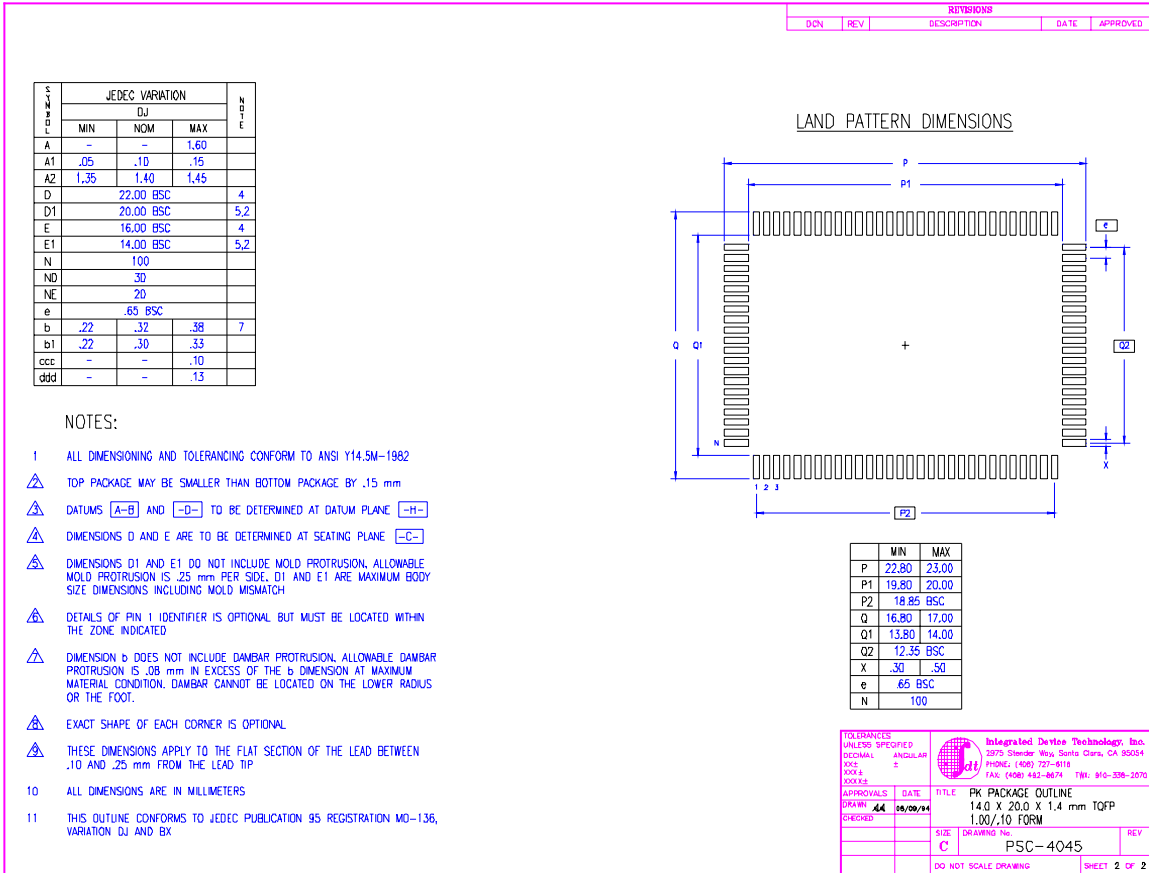 REVISIONS
DCN REV DESCRIPTION DATE APPROVED
SYMBOL JEDEC VARIATION NOTE
DJ
MIN NOM MAX
A - - 1.60
A1 .05 .10 .15
A2 1.35 1.40 1.45
D 22.00 BSC 4
D1 20.00 BSC 5,2
E 16.00 BSC 4
E1 14.00 BSC 5,2
N 100
ND 30
NE 20
e .65 BSC
b .22 .32 .38 7
b1 .22 .30 .33
ccc - - .10
ddd - - .13
NOTES:
1 ALL DIMENSIONING AND TOLERANCING CONFORM TO ANSI Y14.5M-1982
2 TOP PACKAGE MAY BE SMALLER THAN BOTTOM PACKAGE BY .15 mm
3 DATUMS A-B AND -D- TO BE DETERMINED AT DATUM PLANE -H-
4 DIMENSIONS D AND E ARE TO BE DETERMINED AT SEATING PLANE -C-
5 DIMENSIONS D1 AND E1 DO NOT INCLUDE MOLD PROTRUSION. ALLOWABLE
MOLD PROTRUSION IS .25 mm PER SIDE. D1 AND E1 ARE MAXIMUM BODY
SIZE DIMENSIONS INCLUDING MOLD MISMATCH
6 DETAILS OF PIN 1 IDENTIFIER IS OPTIONAL BUT MUST BE LOCATED WITHIN
THE ZONE INDICATED
7 DIMENSION b DOES NOT INCLUDE DAMBAR PROTRUSION. ALLOWABLE DAMBAR
PROTRUSION IS .08 mm IN EXCESS OF THE b DIMENSION AT MAXIMUM
MATERIAL CONDITION. DAMBAR CANNOT BE LOCATED ON THE LOWER RADIUS
OR THE FOOT.
8 EXACT SHAPE OF EACH CORNER IS OPTIONAL
9 THESE DIMENSIONS APPLY TO THE FLAT SECTION OF THE LEAD BETWEEN
.10 AND .25 mm FROM THE LEAD TIP
10 ALL DIMENSIONS ARE IN MILLIMETERS
11 THIS OUTLINE CONFORMS TO JEDEC PUBLICATION 95 REGISTRATION MO-136,
VARIATION DJ AND BX
LAND PATTERN DIMENSIONS
P
P1
e
Q Q1
Q2
N
X
1 2 3
P2
MIN MAX
P 22.80 23.00
P1 19.80 20.00
P2 18.85 BSC
Q 16.80 17.00
Q1 13.80 14.00
Q2 12.35 BSC
X .30 .50
e .65 BSC
N 100
TOLERANCES
UNLESS SPECIFIED
DECIMAL ANGULAR
XX± ±
XXX±
XXXX±
idt
Integrated Device Technology, Inc.
2975 Stender Way, Santa Clara, CA 95054
PHONE: (408) 727-6116
FAX: (408) 492-8674 TWX: 910-338-2070
APPROVALS DATE
DRAWN 05/09/94
CHECKED
TITLE PK PACKAGE OUTLINE
14.0 X 20.0 X 1.4 mm TQFP
1.00/.10 FORM
SIZE DRAWING No. REV
C PSC-4045
DO NOT SCALE DRAWING SHEET 2 OF 2